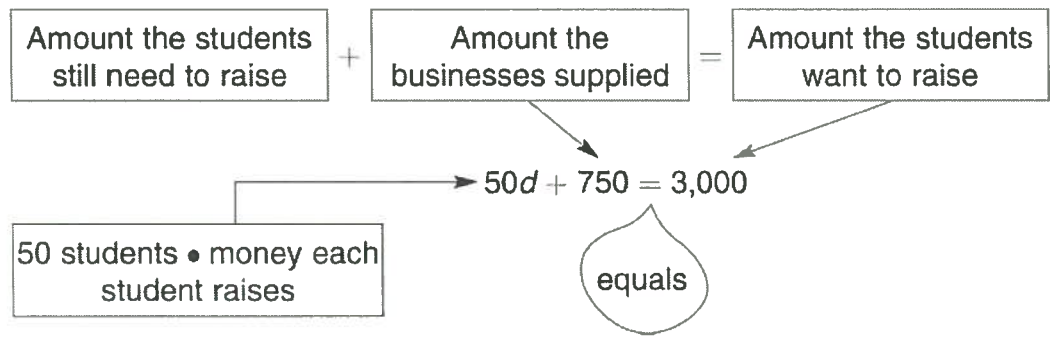 Amount the students
still need to raise
+
Amount the
businesses supplied
=
Amount the students
want to raise
50d + 750 = 3,000
50 students • money each
student raises
equals